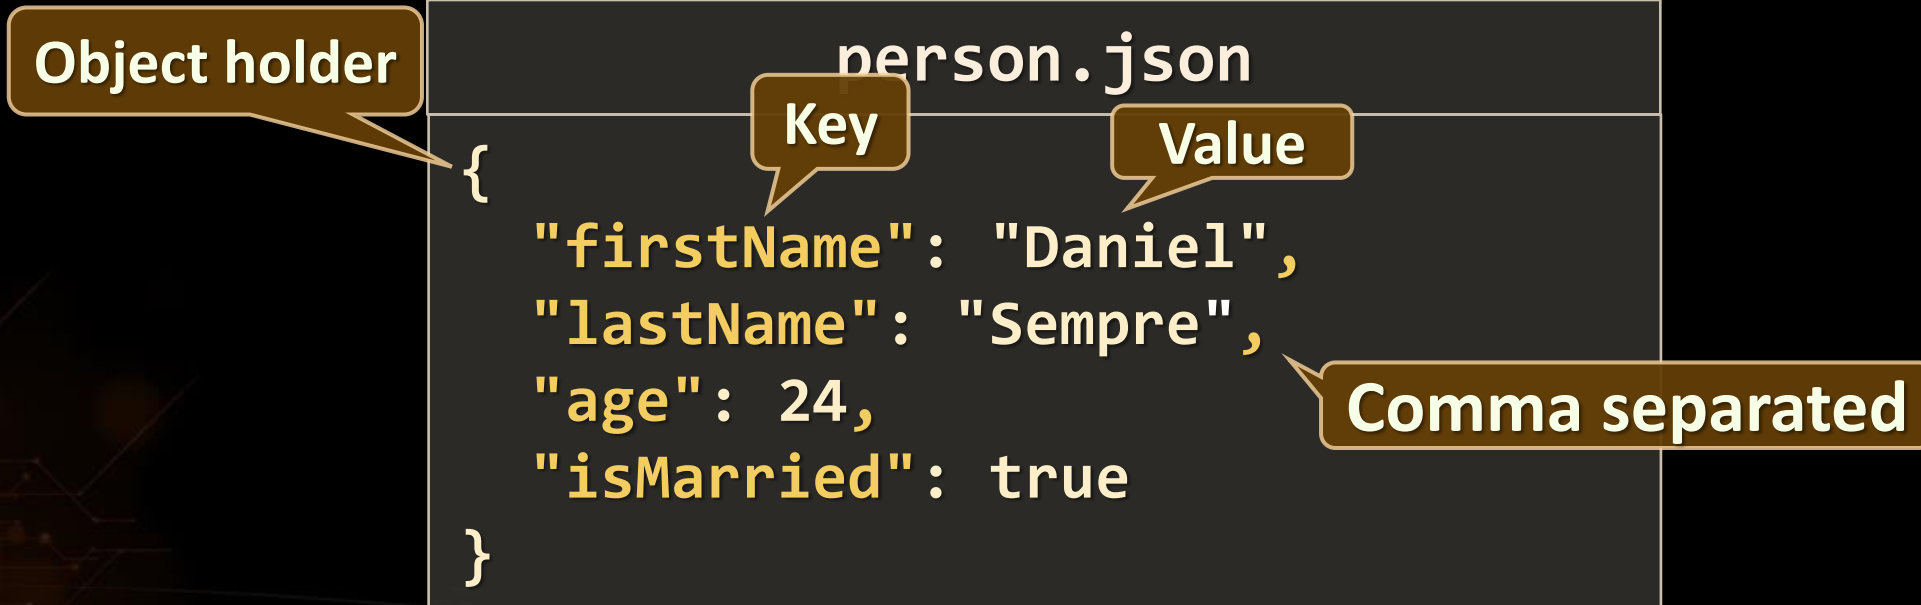 Object holder
person.json
Key
Value
{
"firstName": "Daniel",
"lastName": "Sempre",
"age": 24,
Comma separated
"isMarried": true
}